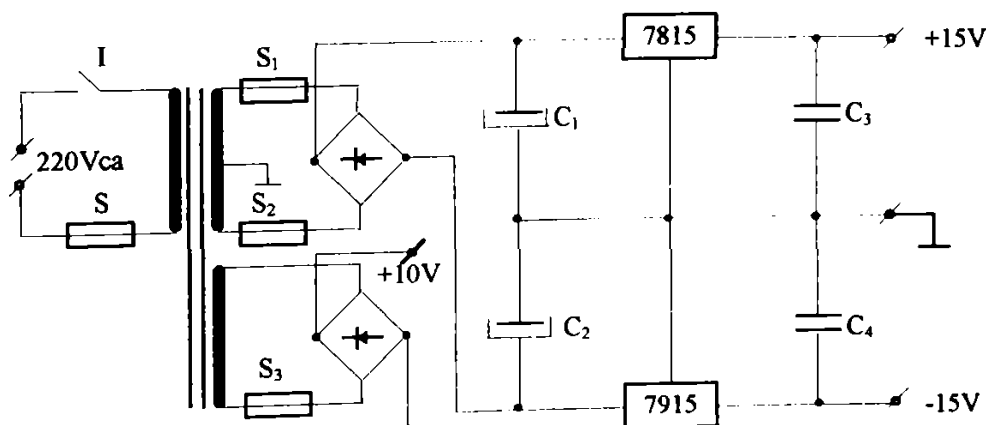 7815
+15V
I
S₁
C₁
C₃
220Vca
S
S₂
+10V
C₂
C₄
S₃
7915
-15V